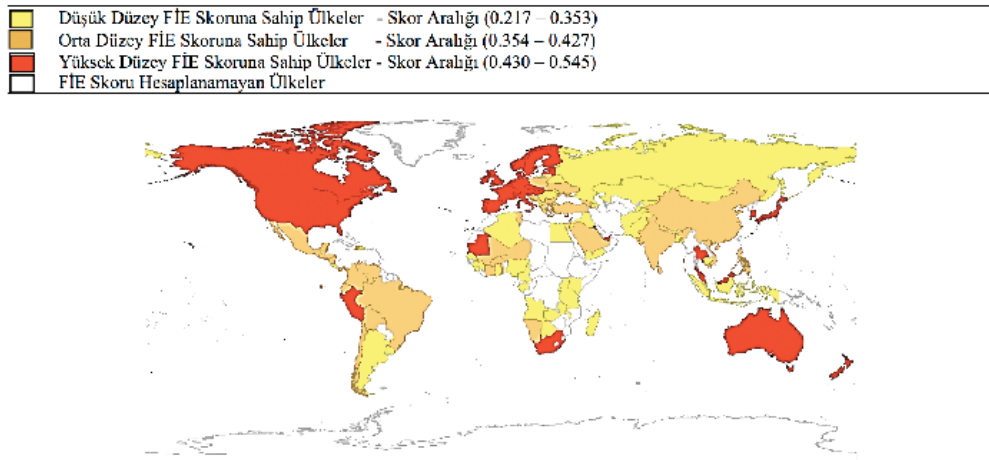 Düşük Düzey FİE Skoruna Sahip Ülkeler - Skor Aralığı (0.217 – 0.353)
Orta Düzey FİE Skoruna Sahip Ülkeler - Skor Aralığı (0.354 – 0.427)
Yüksek Düzey FİE Skoruna Sahip Ülkeler - Skor Aralığı (0.430 – 0.545)
FİE Skoru Hesaplanamayan Ülkeler